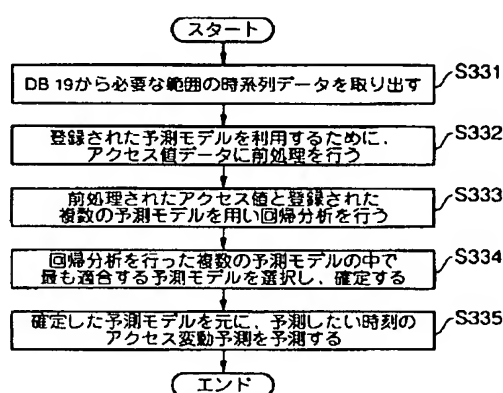 スタート
DB 19から必要な範囲の時系列データを取り出す
S331
登録された予測モデルを利用するために、
アクセス値データに前処理を行う
S332
前処理されたアクセス値と登録された
複数の予測モデルを用い回帰分析を行う
S333
回帰分析を行った複数の予測モデルの中で
最も適合する予測モデルを選択し、確定する
S334
確定した予測モデルを元に、予測したい時刻の
アクセス変動予測を予測する
S335
エンド